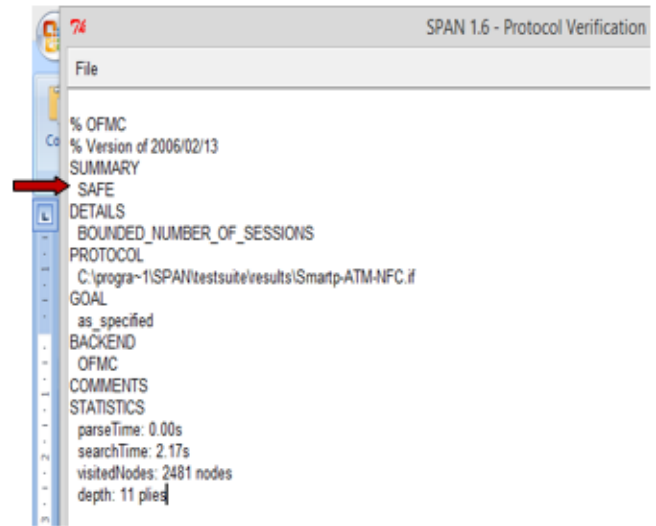 SPAN 1.6 - Protocol Verification
File
% OFMC
% Version of 2006/02/13
SUMMARY
SAFE
DETAILS
BOUNDED_NUMBER_OF_SESSIONS
PROTOCOL
C:\progra~1\SPAN\testsuite\results\Smartp-ATM-NFC.if
GOAL
as_specified
BACKEND
OFMC
COMMENTS
STATISTICS
parseTime: 0.00s
searchTime: 2.17s
visitedNodes: 2481 nodes
depth: 11 plies